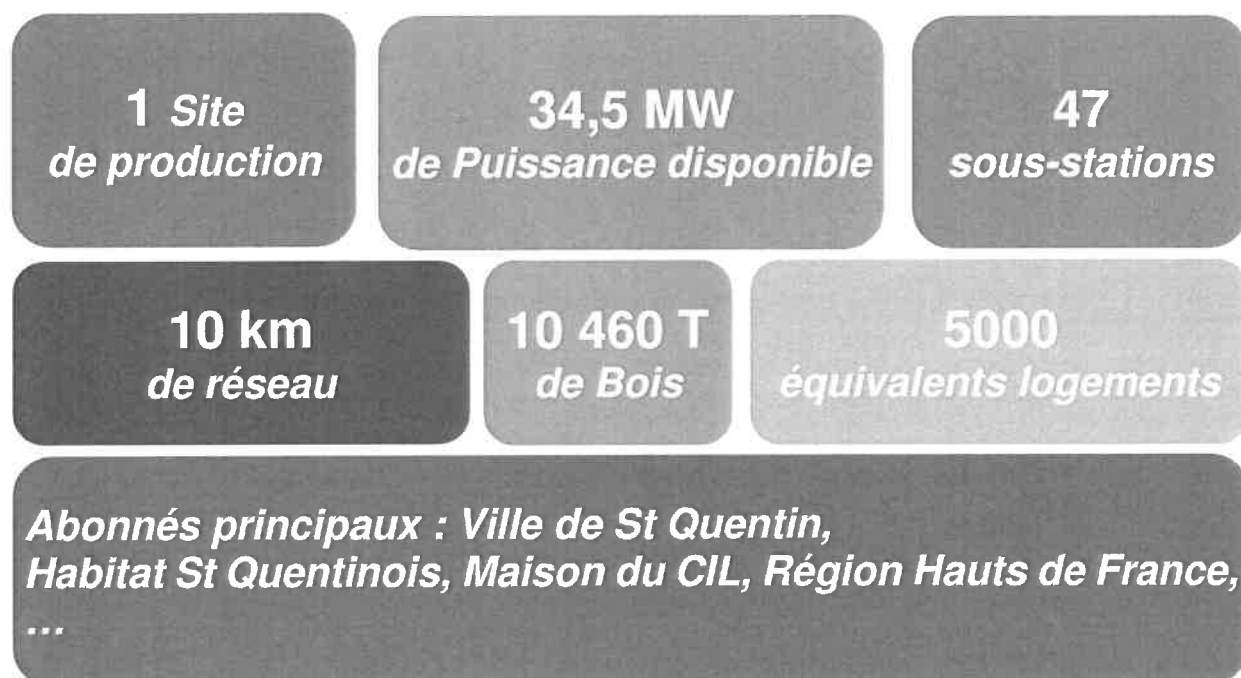 1 Site
de production
34,5 MW
de Puissance disponible
47
sous-stations
10 km
de réseau
10 460 T
de Bois
5000
équivalents logements
Abonnés principaux : Ville de St Quentin,
Habitat St Quentinois, Maison du CIL, Région Hauts de France,
...